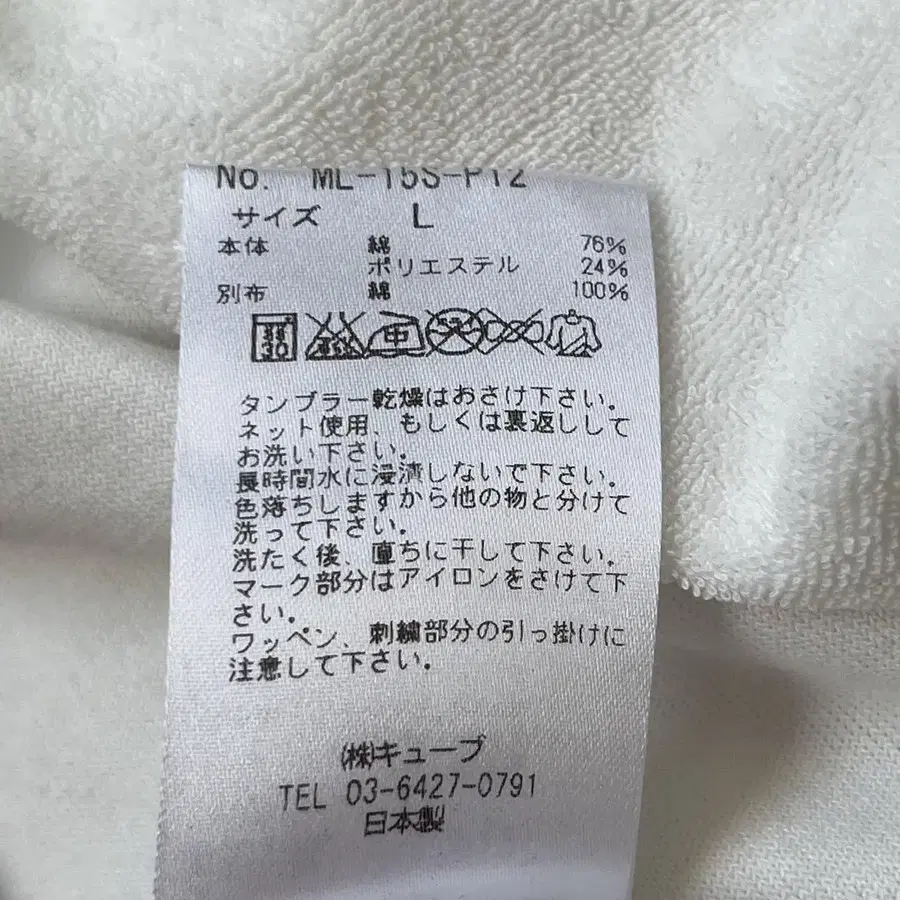 No. ML-15S-P12
サイズ L
本体 綿 76%
ポリエステル 24%
別布 綿 100%
30 中
タンブラー乾燥はおさけ下さい。
ネット使用、もしくは裏返しして
お洗い下さい。
長時間水に浸漬しないで下さい。
色落ちしますから他の物と分けて
洗って下さい。
洗たく後、直ちに干して下さい。
マーク部分はアイロンをさけて下
さい。
ワッペン、刺繍部分の引っ掛けに
注意して下さい。
(株)キューブ
TEL 03-6427-0791
日本製